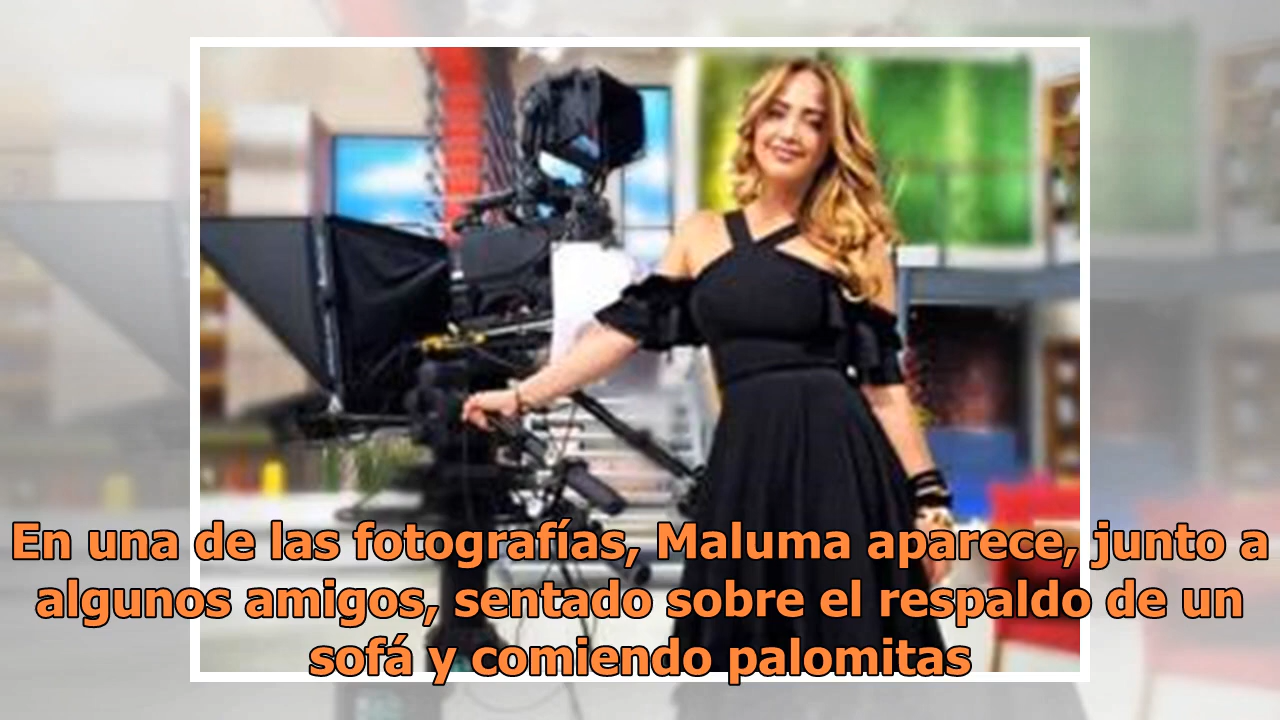 En una de las fotografías, Maluma aparece, junto a
algunos amigos, sentado sobre el respaldo de un
sofá y comiendo palomitas